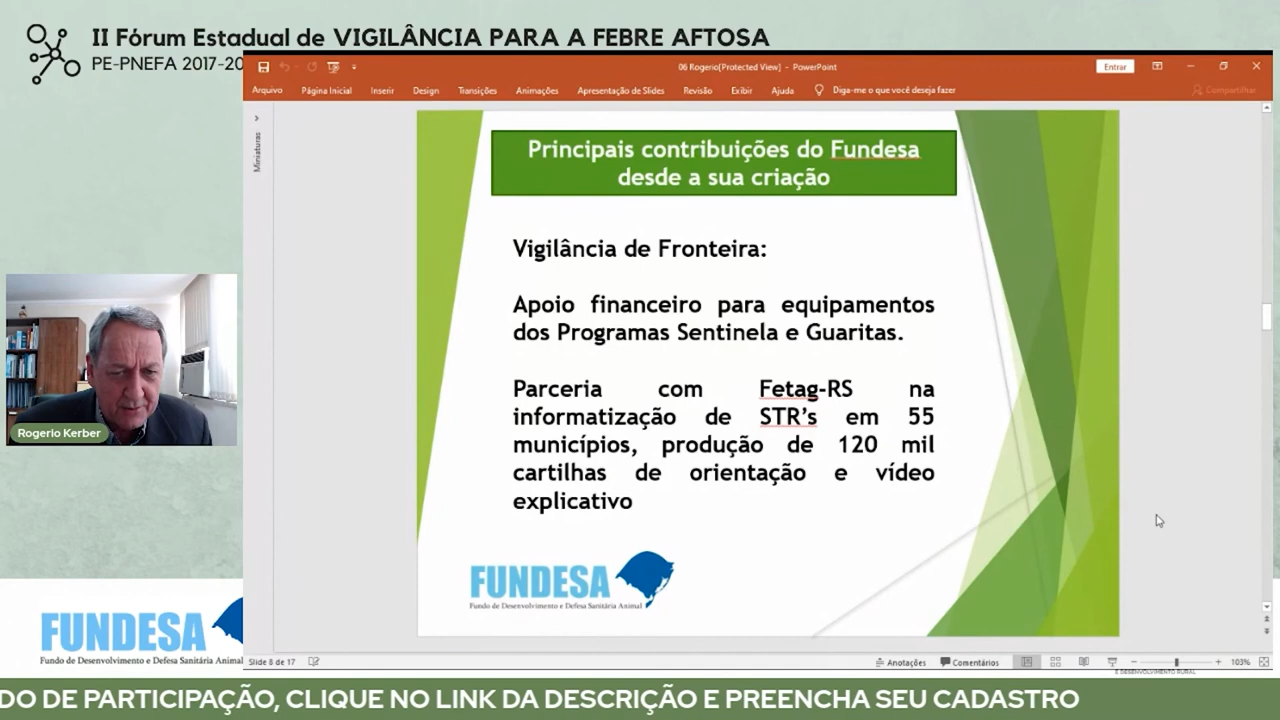 II Fórum Estadual de VIGILÂNCIA PARA A FEBRE AFTOSA
PE-PNEFA 2017-20
06 Rogerio[Protected View] - PowerPoint
Entrar
Arquivo Página Inicial Inserir Design Transições Animações Apresentação de Slides Revisão Exibir Ajuda Diga-me o que você deseja fazer Compartilhar
Miniaturas
Principais contribuições do Fundesa
desde a sua criação
Vigilância de Fronteira:
Apoio financeiro para equipamentos
dos Programas Sentinela e Guaritas.
Parceria com Fetag-RS na
informatização de STR's em 55
municípios, produção de 120 mil
cartilhas de orientação e vídeo
explicativo
FUNDESA
Fundo de Desenvolvimento e Defesa Sanitária Animal
Rogerio Kerber
FUNDESA
Fundo de Desenvolvimento e Defesa Sanitária Animal
Slide 8 de 17
Anotações Comentários 103%
E DESENVOLVIMENTO RURAL
DO DE PARTICIPAÇÃO, CLIQUE NO LINK DA DESCRIÇÃO E PREENCHA SEU CADASTRO